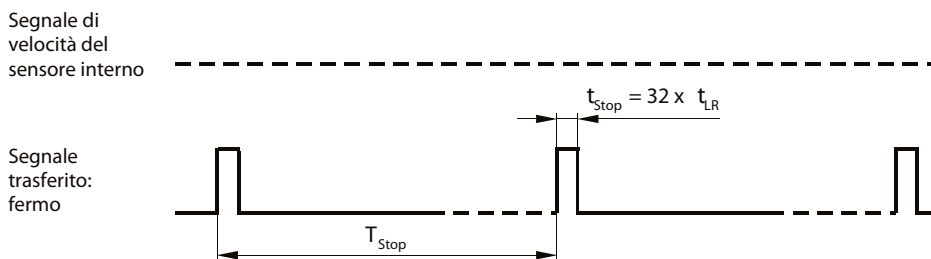 Segnale di
velocità del
sensore interno
t_Stop = 32 x t_LR
Segnale
trasferito:
fermo
T_Stop